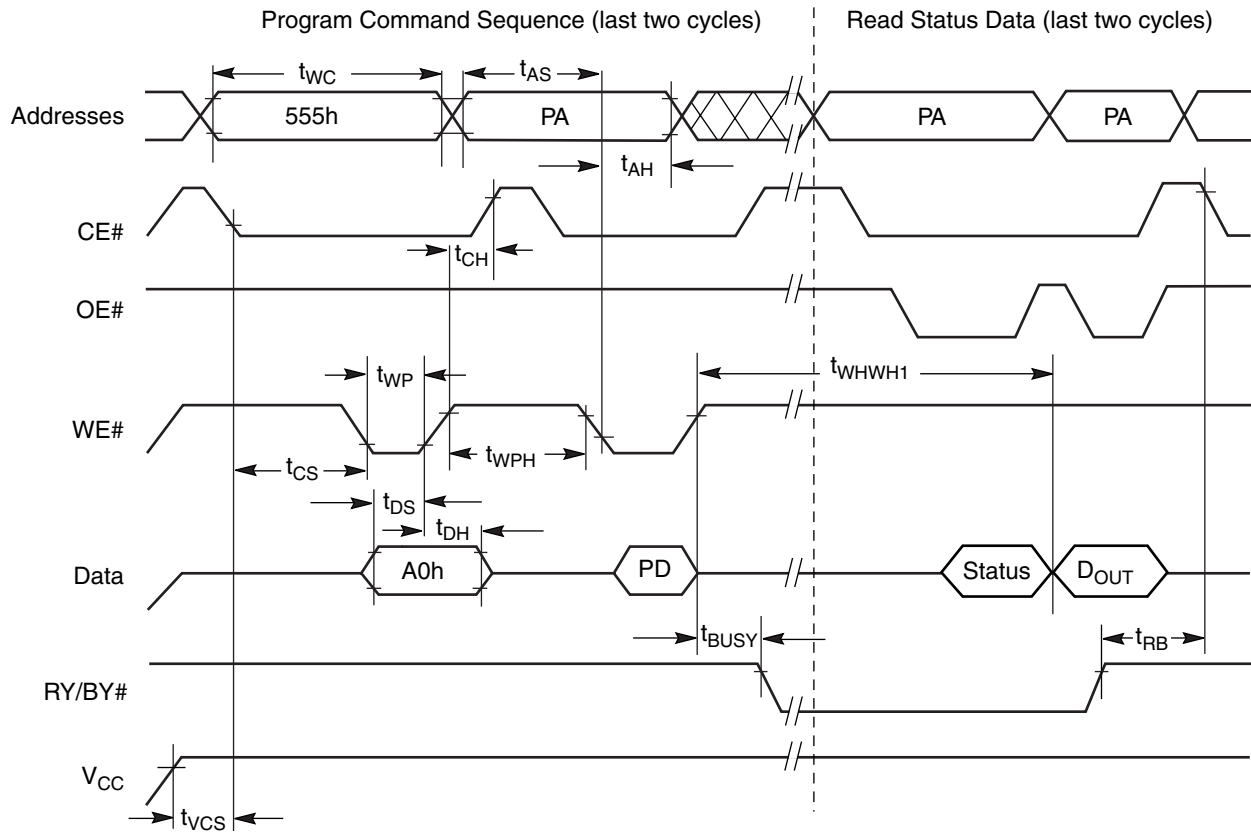 Program Command Sequence (last two cycles)
Read Status Data (last two cycles)
tWC
tAS
Addresses
555h
PA
PA
PA
tAH
CE#
tCH
OE#
tWP
tWHWH1
WE#
tCS
tWPH
tDS
tDH
Data
A0h
PD
Status
DOUT
tBUSY
tRB
RY/BY#
VCC
tVCS